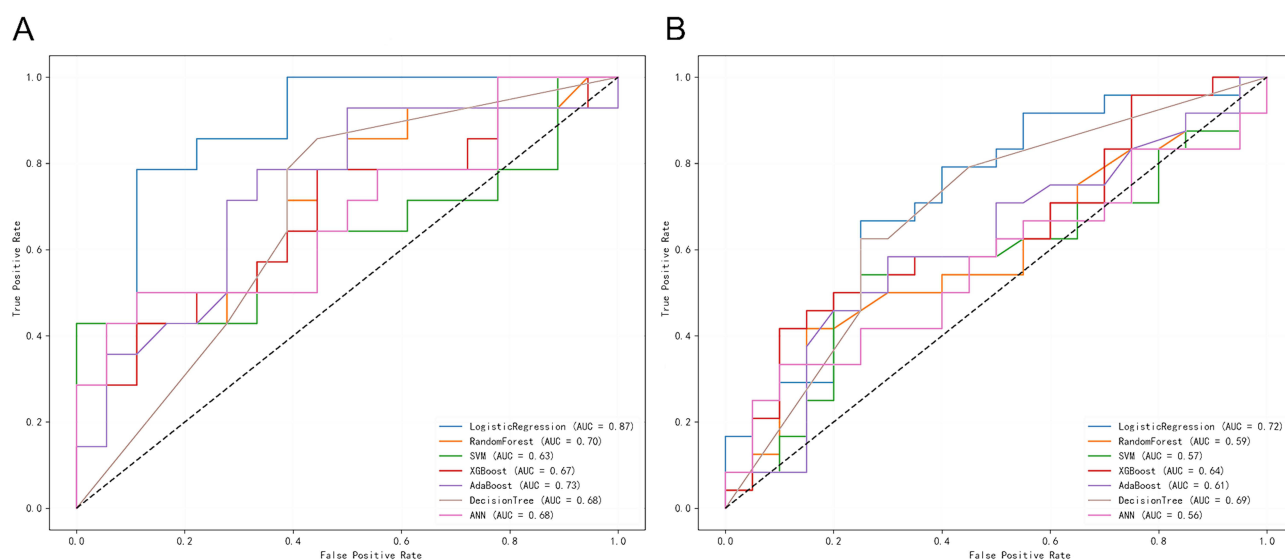 A
B
1.0
0.8
0.6
0.4
0.2
0.0
True Positive Rate
LogisticRegression (AUC = 0.87)
RandomForest (AUC = 0.70)
SVM (AUC = 0.63)
XGBoost (AUC = 0.67)
AdaBoost (AUC = 0.73)
DecisionTree (AUC = 0.68)
ANN (AUC = 0.68)
0.0 0.2 0.4 0.6 0.8 1.0
False Positive Rate
1.0
0.8
0.6
0.4
0.2
0.0
True Positive Rate
LogisticRegression (AUC = 0.72)
RandomForest (AUC = 0.59)
SVM (AUC = 0.57)
XGBoost (AUC = 0.64)
AdaBoost (AUC = 0.61)
DecisionTree (AUC = 0.69)
ANN (AUC = 0.56)
0.0 0.2 0.4 0.6 0.8 1.0
False Positive Rate